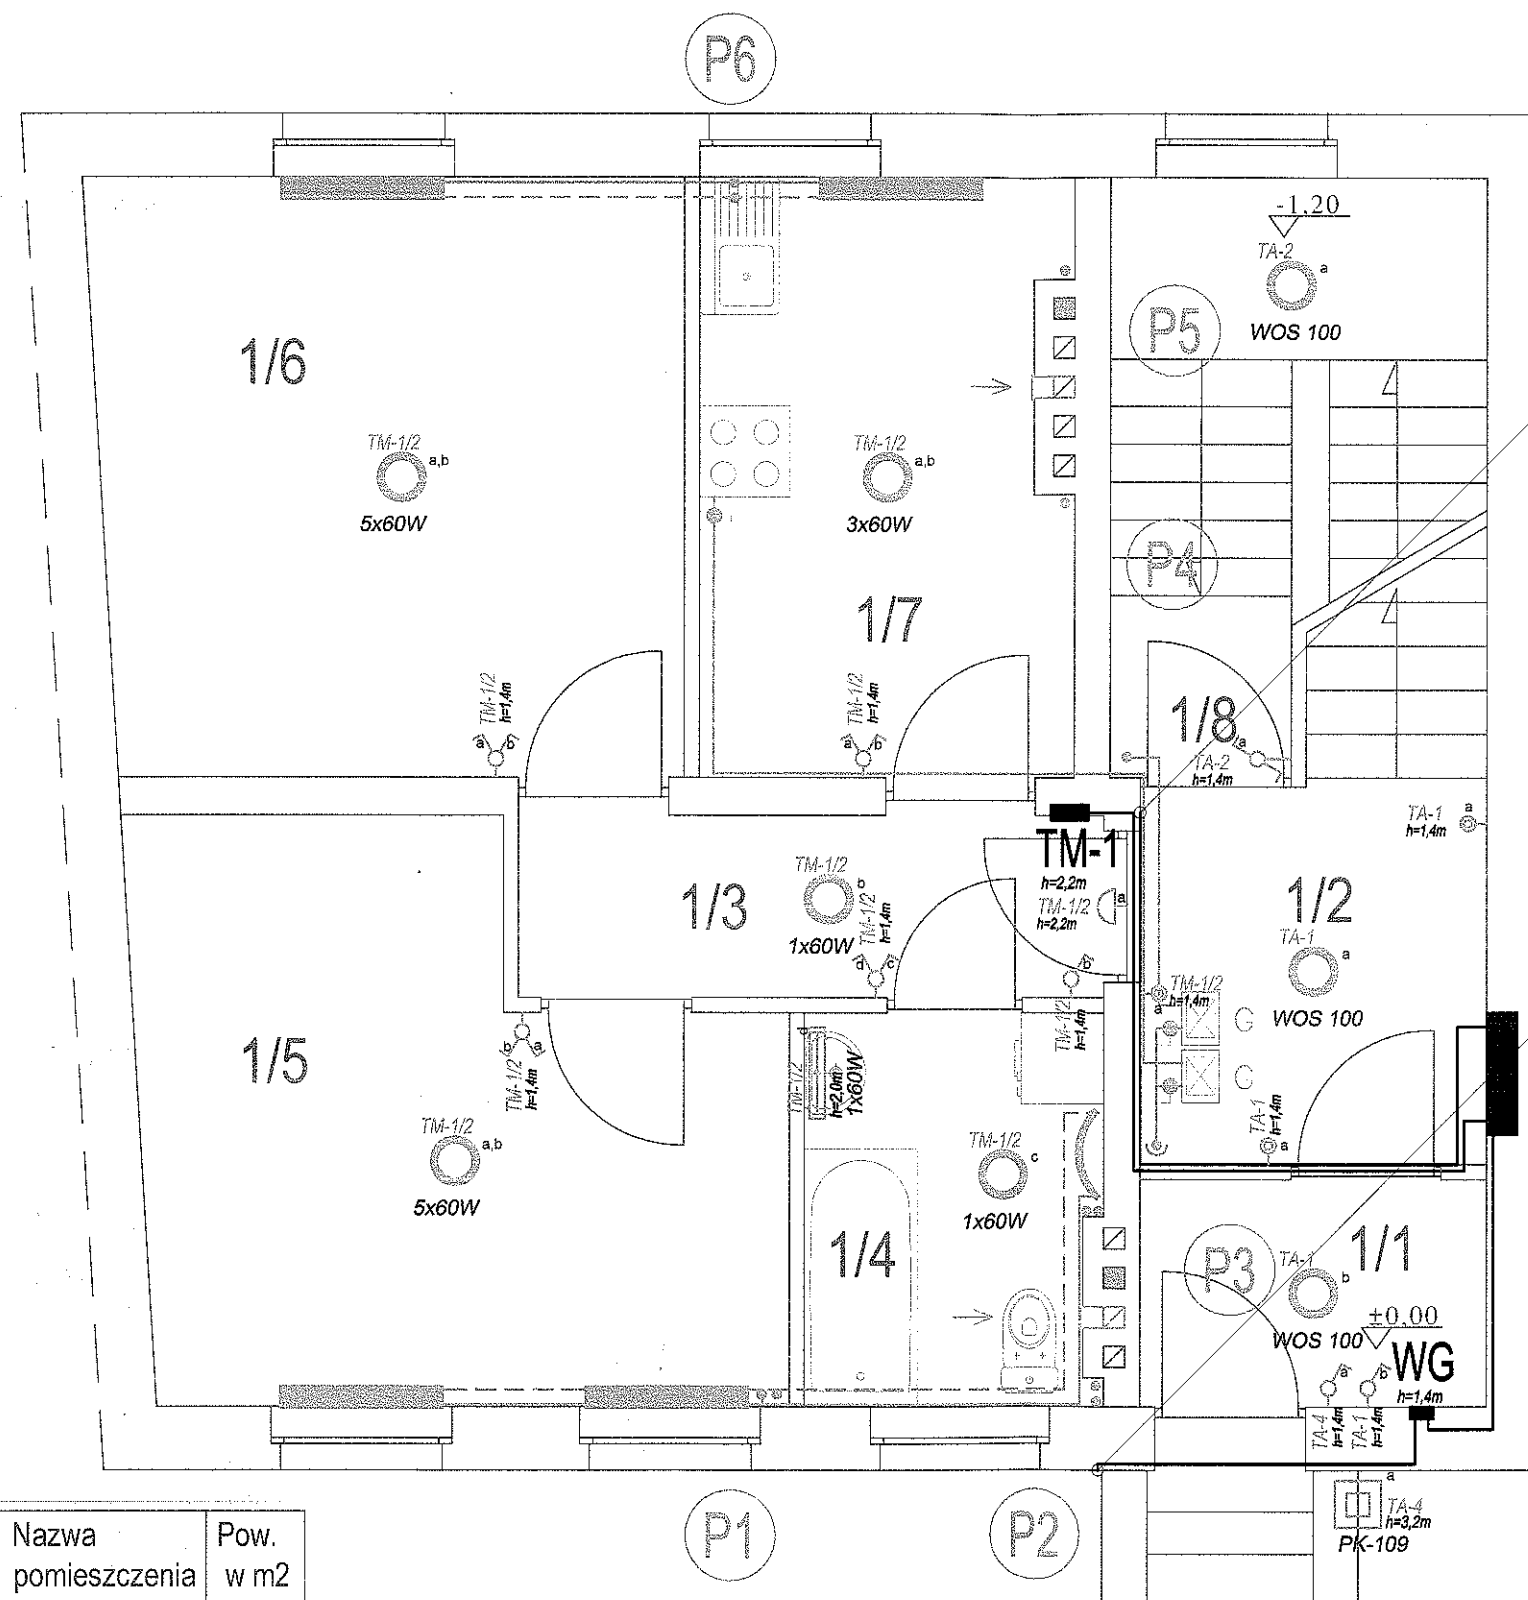 P6
-1,20
TA-2
a
WOS 100
P5
1/6
TM-1/2
a,b
5x60W
TM-1/2
a,b
3x60W
P4
1/7
TM-1/2
h=1,4m
a b
TM-1/2
h=1,4m
a b
1/8
a
TA-2
h=1,4m
TA-1
a
h=1,4m
TM-1
h=2,2m
TM-1/2
a
h=2,2m
1/3
TM-1/2
b
1x60W
TM-1/2
h=1,4m
d c
b
TM-1/2
h=1,4m
1/2
TA-1
a
WOS 100
TM-1/2
h=1,4m
a
G
G
TA-1
h=1,4m
a
1/5
b a
TM-1/2
h=1,4m
TM-1/2
a,b
5x60W
d
TM-1/2
h=2,0m
1x60W
TM-1/2
c
1x60W
1/4
P3
1/1
TA-1
b
WOS 100
±0,00
WG
h=1,4m
a
b
TA-4
h=1,4m
TA-1
h=1,4m
P1
P2
a
TA-4
h=3,2m
PK-109
Nazwa pomieszczenia
Pow. w m2